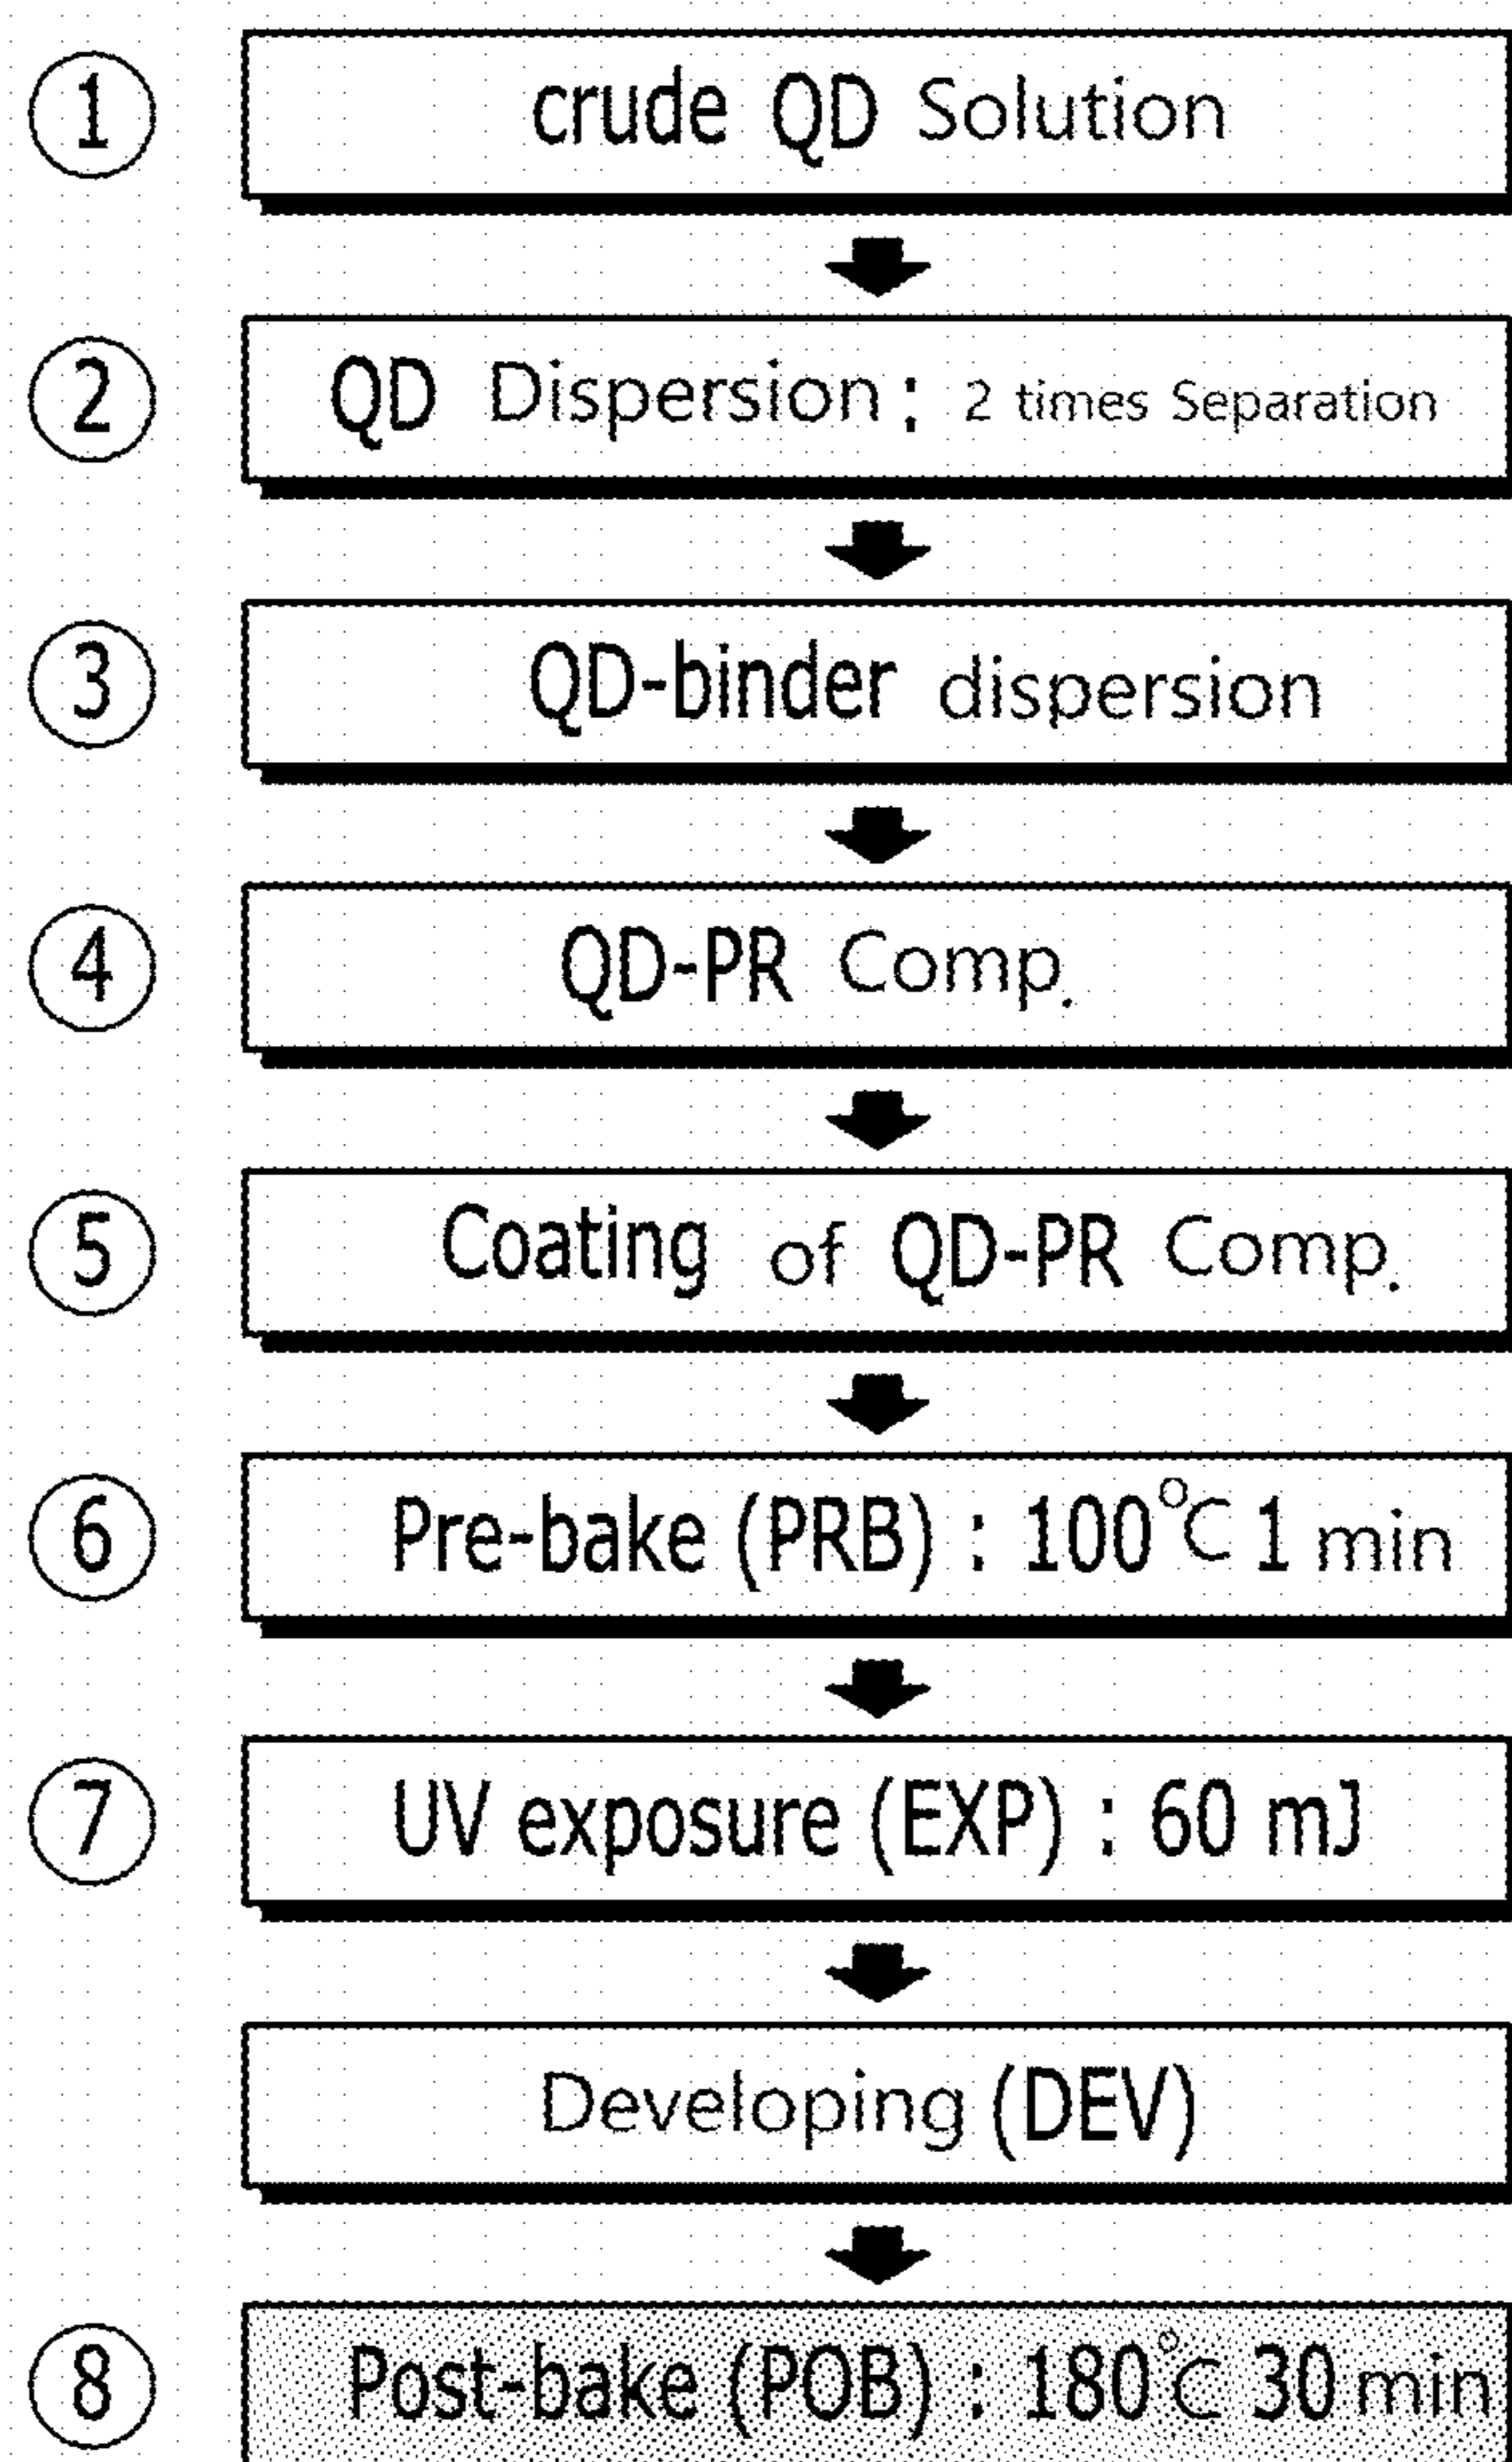 ① crude QD Solution
② QD Dispersion : 2 times Separation
③ QD-binder dispersion
④ QD-PR Comp.
⑤ Coating of QD-PR Comp.
⑥ Pre-bake (PRB) : 100℃ 1 min
⑦ UV exposure (EXP) : 60 mJ
Developing (DEV)
⑧ Post-bake (POB) : 180℃ 30 min